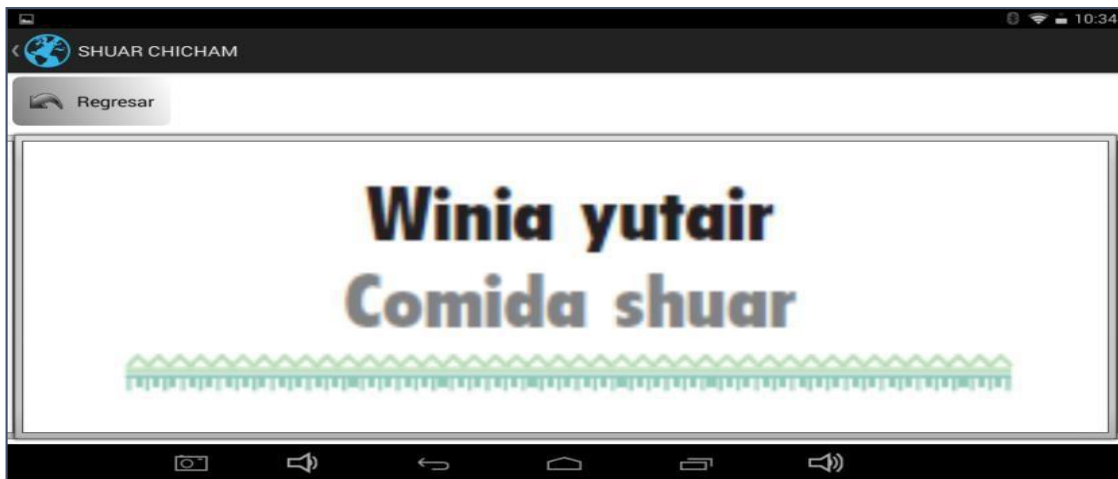 10:34
SHUAR CHICHAM
Regresar
Winia yutair
Comida shuar